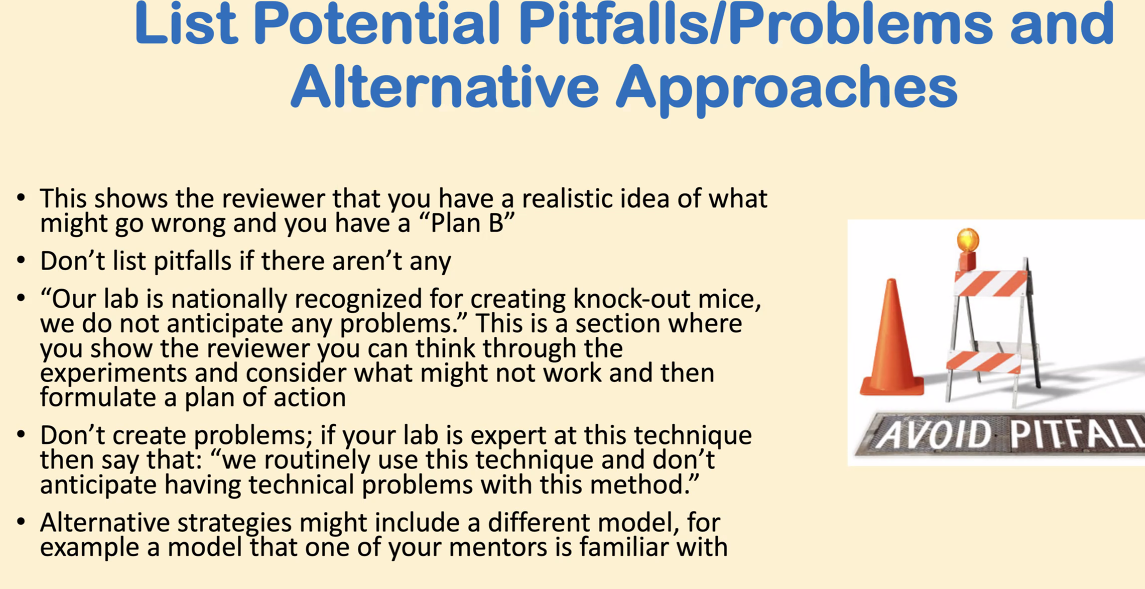 List Potential Pitfalls/Problems and
Alternative Approaches
• This shows the reviewer that you have a realistic idea of what
might go wrong and you have a “Plan B”
• Don’t list pitfalls if there aren’t any
• “Our lab is nationally recognized for creating knock-out mice,
we do not anticipate any problems.” This is a section where
you show the reviewer you can think through the
experiments and consider what might not work and then
formulate a plan of action
• Don’t create problems; if your lab is expert at this technique
then say that: “we routinely use this technique and don’t
anticipate having technical problems with this method.”
• Alternative strategies might include a different model, for
example a model that one of your mentors is familiar with
AVOID PITFALL